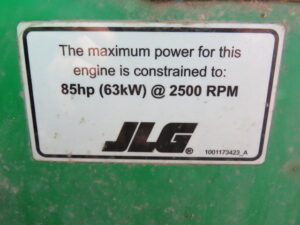 The maximum power for this
engine is constrained to:
85hp (63kW) @ 2500 RPM
JLG®
1001173423_A